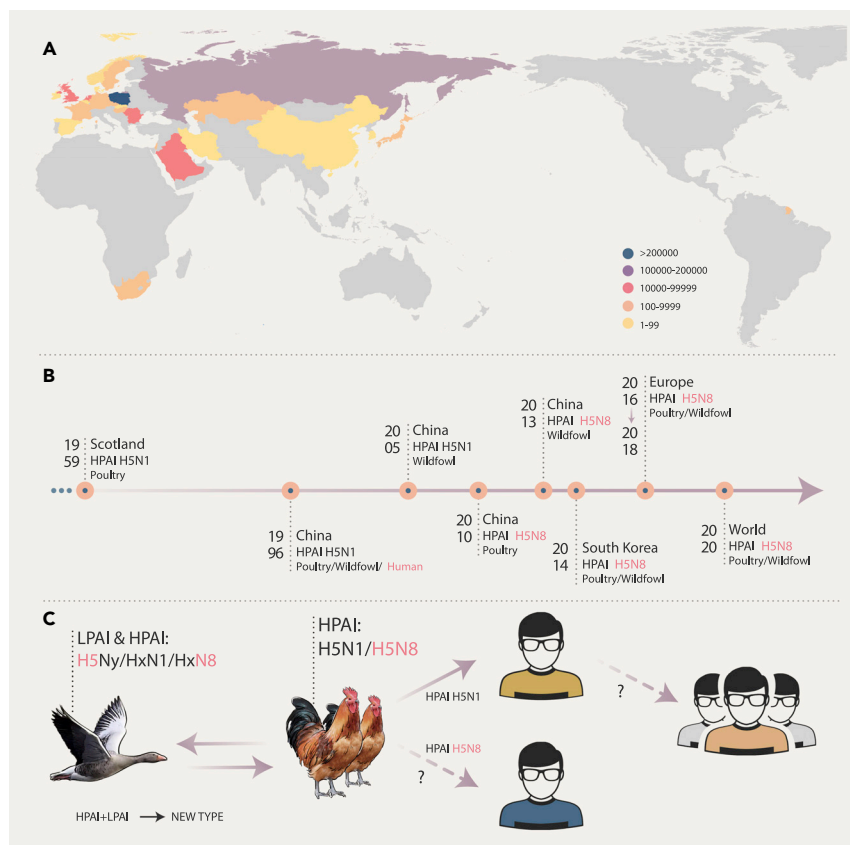 A
>200000
100000-200000
10000-99999
100-9999
1-99
B
19
59
Scotland
HPAI H5N1
Poultry
19
96
China
HPAI H5N1
Poultry/Wildfowl/ Human
20
05
China
HPAI H5N1
Wildfowl
20
10
China
HPAI H5N8
Poultry
20
13
China
HPAI H5N8
Wildfowl
20
14
South Korea
HPAI H5N8
Poultry/Wildfowl
20
16
20
18
Europe
HPAI H5N8
Poultry/Wildfowl
20
20
World
HPAI H5N8
Poultry/Wildfowl
C
LPAI & HPAI:
H5Ny/HxN1/HxN8
HPAI:
H5N1/H5N8
HPAI H5N1
?
HPAI H5N8
?
HPAI+LPAI
NEW TYPE